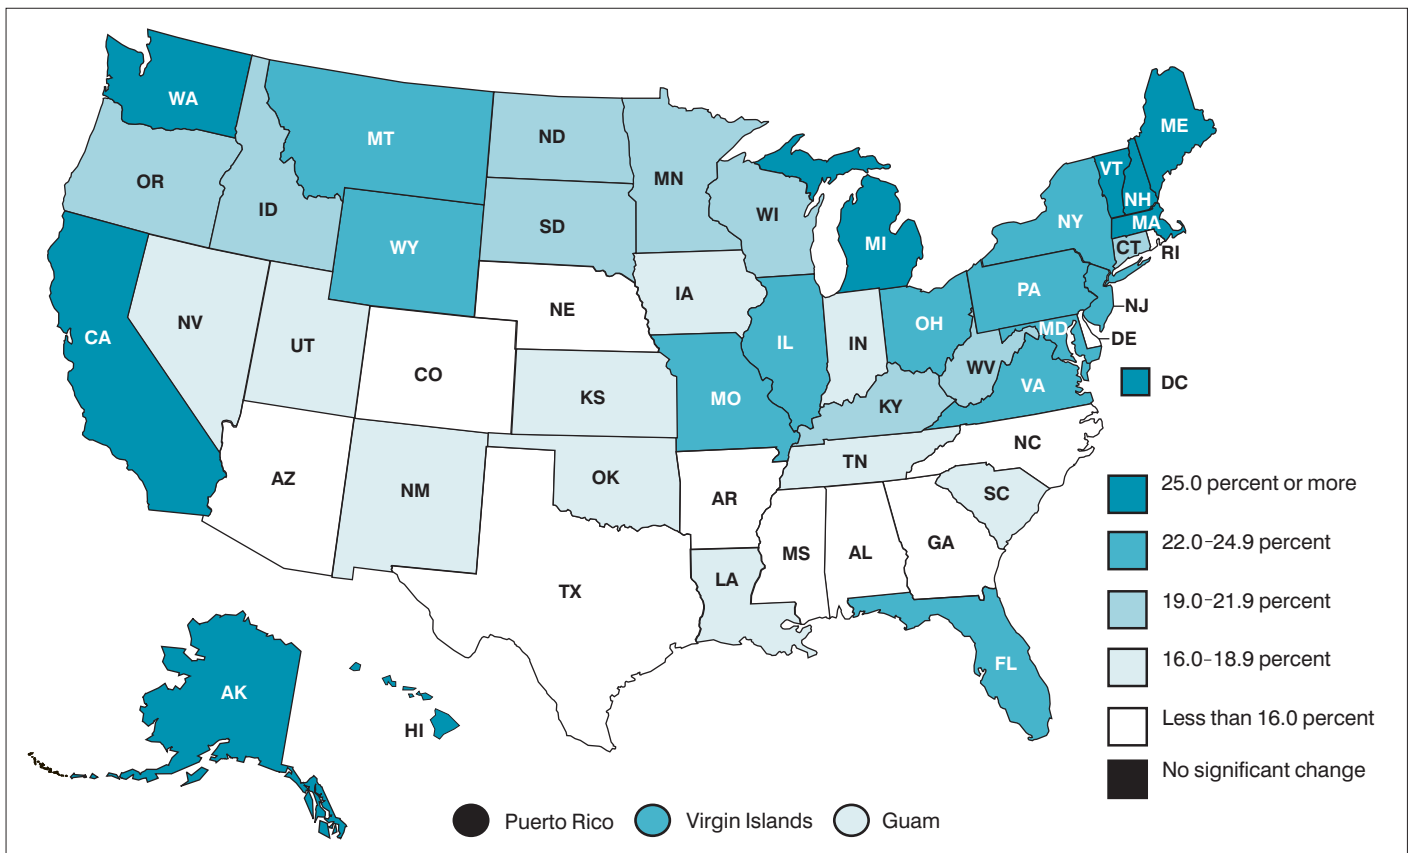 WA
ME
MT
ND
VT
OR
MN
NH
ID
WI
NY
MA
SD
MI
CT
RI
WY
PA
IA
NJ
NE
NV
OH
MD
DE
CA
UT
IL
IN
CO
WV
VA
DC
KS
MO
KY
NC
TN
AZ
OK
NM
AR
SC
25.0 percent or more
GA
MS
AL
22.0–24.9 percent
LA
TX
19.0–21.9 percent
FL
16.0–18.9 percent
AK
HI
Less than 16.0 percent
No significant change
Puerto Rico
Virgin Islands
Guam